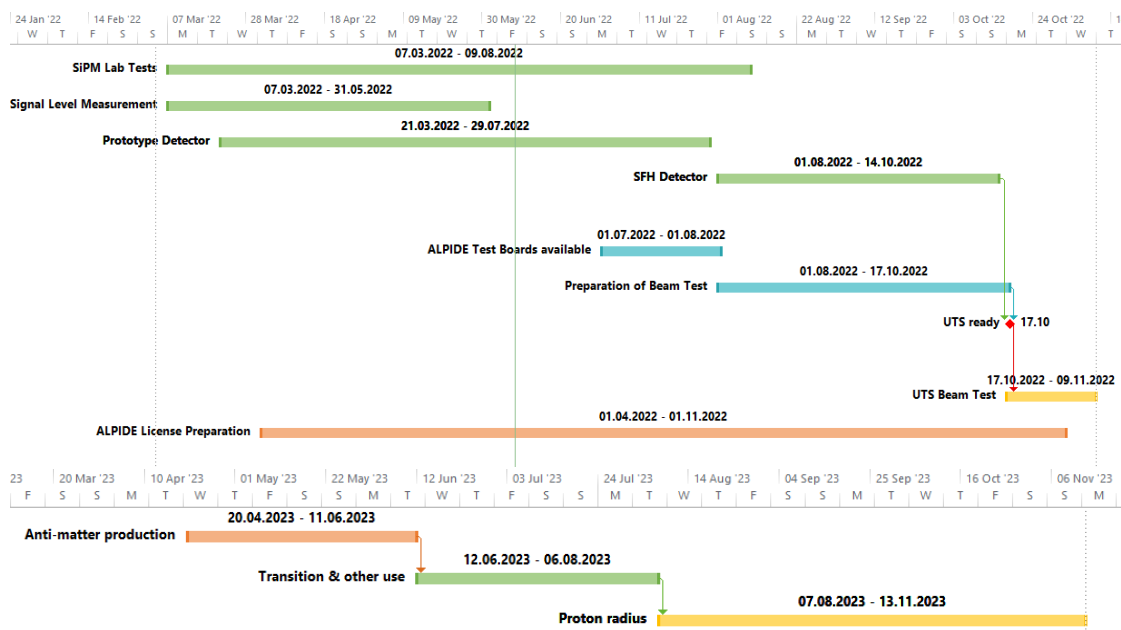 24 Jan '22 14 Feb '22 07 Mar '22 28 Mar '22 18 Apr '22 09 May '22 30 May '22 20 Jun '22 11 Jul '22 01 Aug '22 22 Aug '22 12 Sep '22 03 Oct '22 24 Oct '22 1
W T F S S M T W T F S S M T W T F S S M T W T F S S M T W T F S S M T W T
07.03.2022 - 09.08.2022
SiPM Lab Tests
07.03.2022 - 31.05.2022
Signal Level Measurement
21.03.2022 - 29.07.2022
Prototype Detector
01.08.2022 - 14.10.2022
SFH Detector
01.07.2022 - 01.08.2022
ALPIDE Test Boards available
01.08.2022 - 17.10.2022
Preparation of Beam Test
UTS ready 17.10
17.10.2022 - 09.11.2022
UTS Beam Test
01.04.2022 - 01.11.2022
ALPIDE License Preparation
23 20 Mar '23 10 Apr '23 01 May '23 22 May '23 12 Jun '23 03 Jul '23 24 Jul '23 14 Aug '23 04 Sep '23 25 Sep '23 16 Oct '23 06 Nov '23
F S S M T W T F S S M T W T F S S M T W T F S S M T W T F S S M T
20.04.2023 - 11.06.2023
Anti-matter production
12.06.2023 - 06.08.2023
Transition & other use
07.08.2023 - 13.11.2023
Proton radius